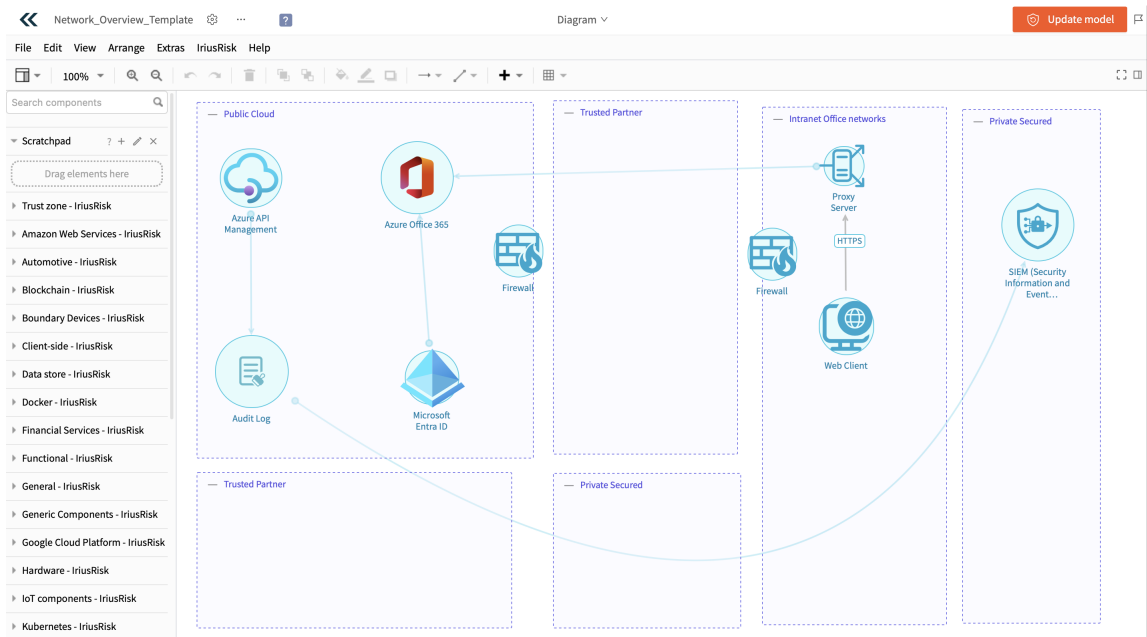 Network_Overview_Template
...
?
Diagram
Update model
File Edit View Arrange Extras IriusRisk Help
100%
Search components
Scratchpad
?
Drag elements here
Trust zone - IriusRisk
Amazon Web Services - IriusRisk
Automotive - IriusRisk
Blockchain - IriusRisk
Boundary Devices - IriusRisk
Client-side - IriusRisk
Data store - IriusRisk
Docker - IriusRisk
Financial Services - IriusRisk
Functional - IriusRisk
General - IriusRisk
Generic Components - IriusRisk
Google Cloud Platform - IriusRisk
Hardware - IriusRisk
IoT components - IriusRisk
Kubernetes - IriusRisk
Public Cloud
Azure API
Management
Azure Office 365
Firewall
Audit Log
Microsoft
Entra ID
Trusted Partner
Intranet Office networks
Proxy
Server
HTTPS
Firewall
Web Client
Private Secured
SIEM (Security
Information and
Event...
Trusted Partner
Private Secured